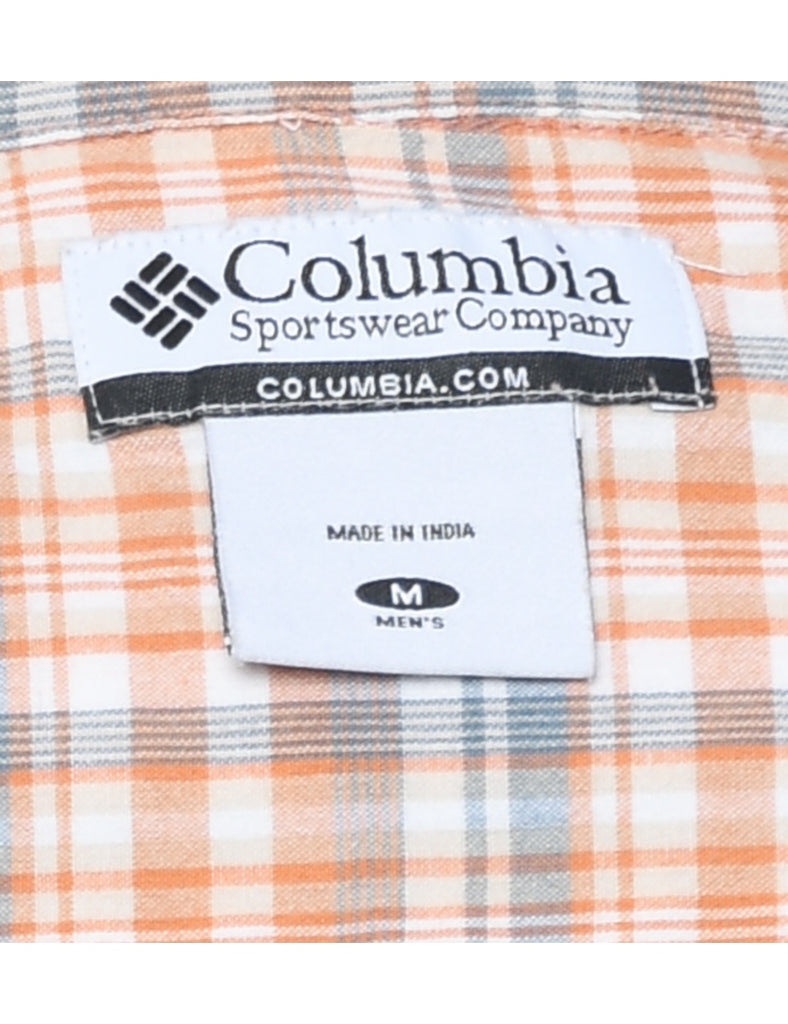 Columbia
Sportswear Company
COLUMBIA.COM
MADE IN INDIA
M
MEN'S